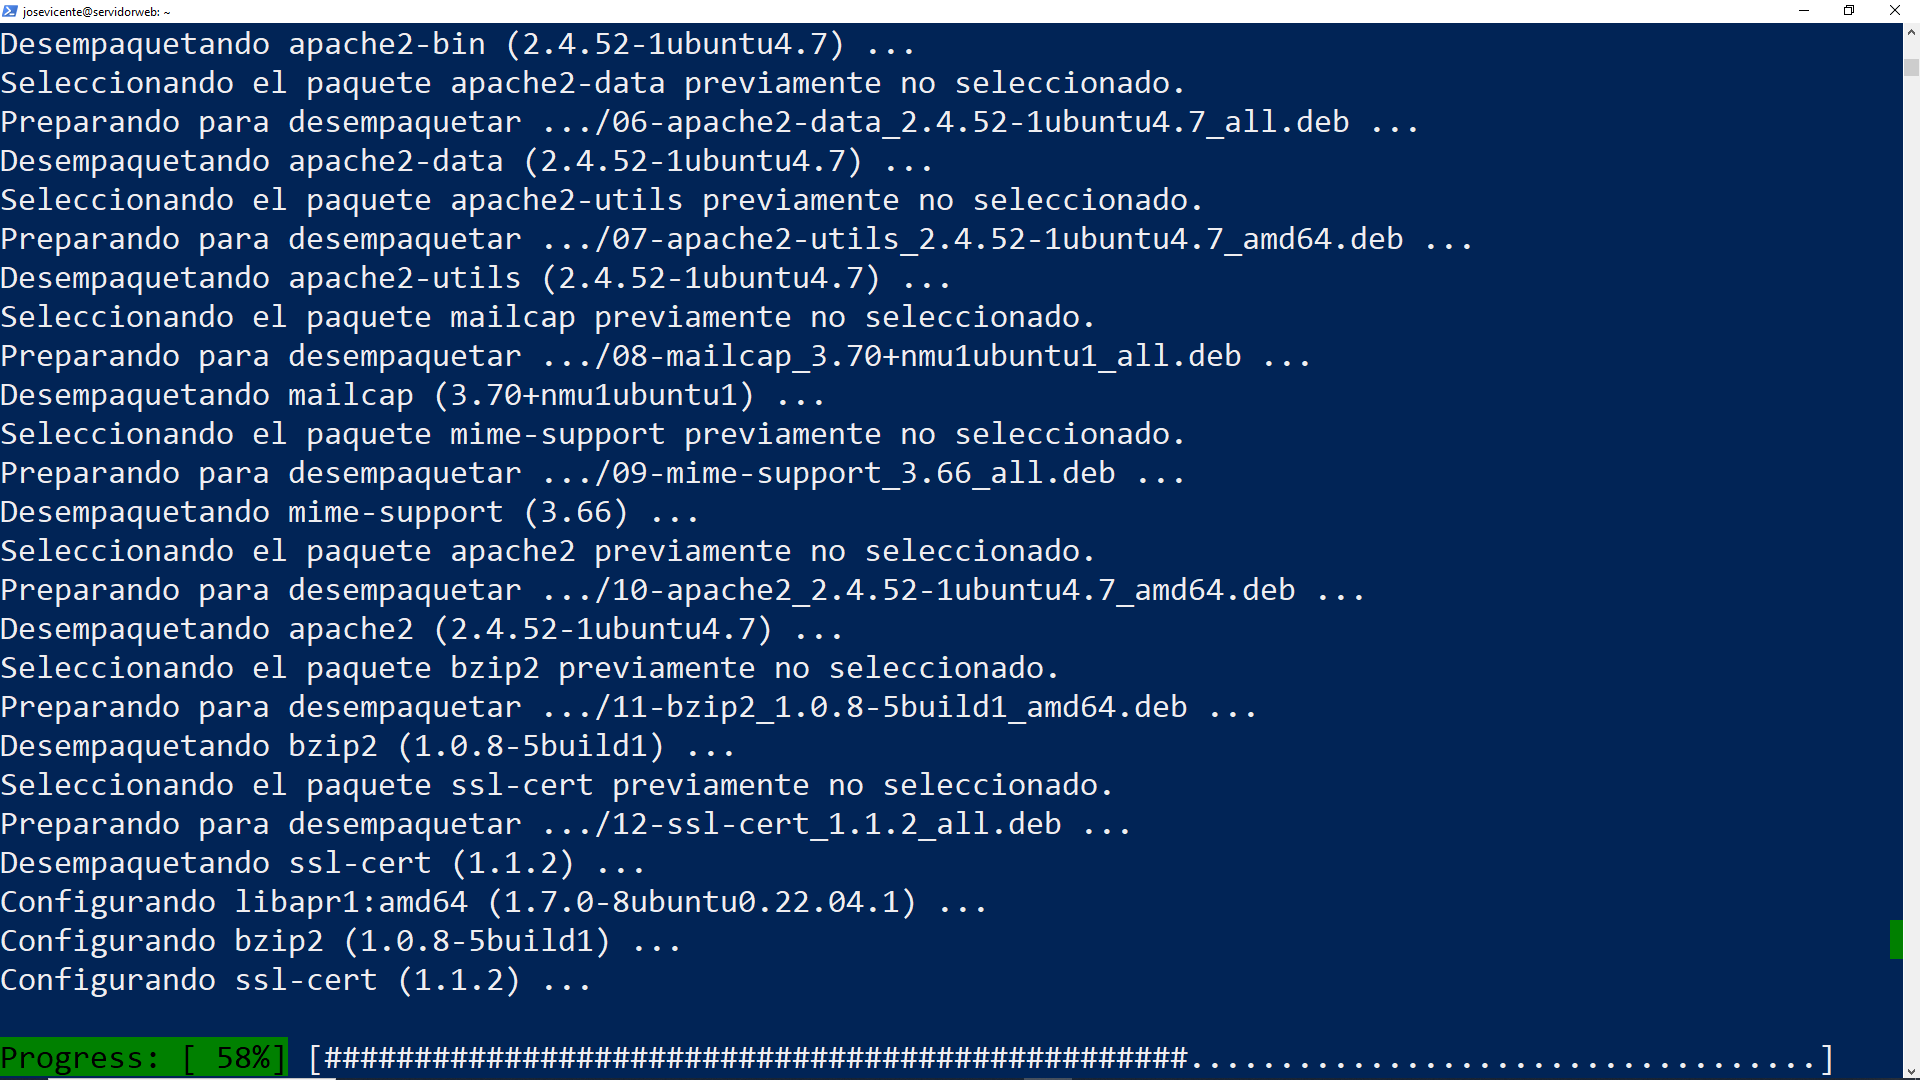 josevicente@servidorweb: ~
Desempaquetando apache2-bin (2.4.52-1ubuntu4.7) ...
Seleccionando el paquete apache2-data previamente no seleccionado.
Preparando para desempaquetar .../06-apache2-data_2.4.52-1ubuntu4.7_all.deb ...
Desempaquetando apache2-data (2.4.52-1ubuntu4.7) ...
Seleccionando el paquete apache2-utils previamente no seleccionado.
Preparando para desempaquetar .../07-apache2-utils_2.4.52-1ubuntu4.7_amd64.deb ...
Desempaquetando apache2-utils (2.4.52-1ubuntu4.7) ...
Seleccionando el paquete mailcap previamente no seleccionado.
Preparando para desempaquetar .../08-mailcap_3.70+nmu1ubuntu1_all.deb ...
Desempaquetando mailcap (3.70+nmu1ubuntu1) ...
Seleccionando el paquete mime-support previamente no seleccionado.
Preparando para desempaquetar .../09-mime-support_3.66_all.deb ...
Desempaquetando mime-support (3.66) ...
Seleccionando el paquete apache2 previamente no seleccionado.
Preparando para desempaquetar .../10-apache2_2.4.52-1ubuntu4.7_amd64.deb ...
Desempaquetando apache2 (2.4.52-1ubuntu4.7) ...
Seleccionando el paquete bzip2 previamente no seleccionado.
Preparando para desempaquetar .../11-bzip2_1.0.8-5build1_amd64.deb ...
Desempaquetando bzip2 (1.0.8-5build1) ...
Seleccionando el paquete ssl-cert previamente no seleccionado.
Preparando para desempaquetar .../12-ssl-cert_1.1.2_all.deb ...
Desempaquetando ssl-cert (1.1.2) ...
Configurando libapr1:amd64 (1.7.0-8ubuntu0.22.04.1) ...
Configurando bzip2 (1.0.8-5build1) ...
Configurando ssl-cert (1.1.2) ...
Progress: [ 58%] [################################################...................................]